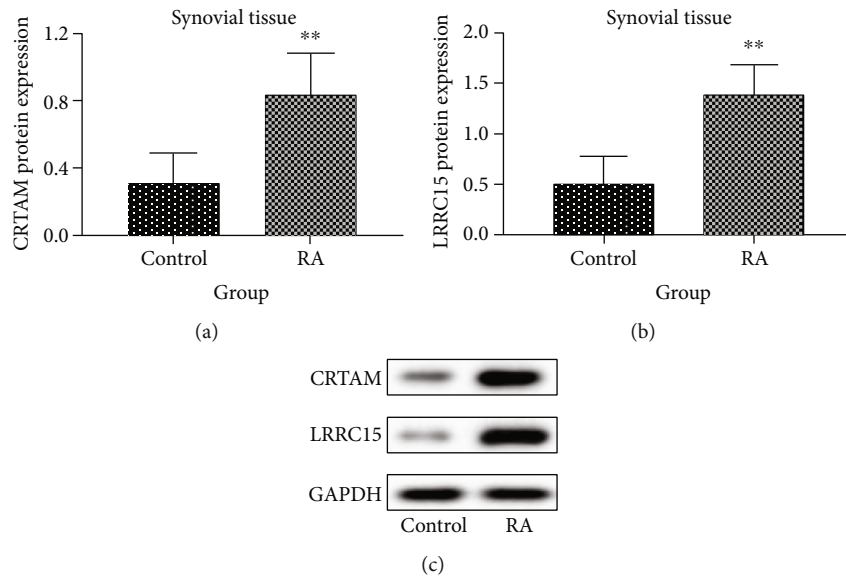 Synovial tissue
CRTAM protein expression
1.2
0.8
0.4
0.0
**
Control
RA
Group
(a)
Synovial tissue
LRRC15 protein expression
2.0
1.5
1.0
0.5
0.0
**
Control
RA
Group
(b)
CRTAM
LRRC15
GAPDH
Control
RA
(c)